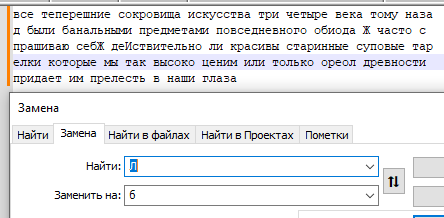 все теперешние сокровища искусства три четыре века тому наза
д были банальными предметами повседневного обиода Ж часто с
прашиваю себЖ деЙствительно ли красивы старинные суповые тар
елки которые мы так высоко ценим или только ореол древности
придает им прелесть в наши глаза
Замена
Найти Замена Найти в файлах Найти в Проектах Пометки
Найти: Л
Заменить на: б